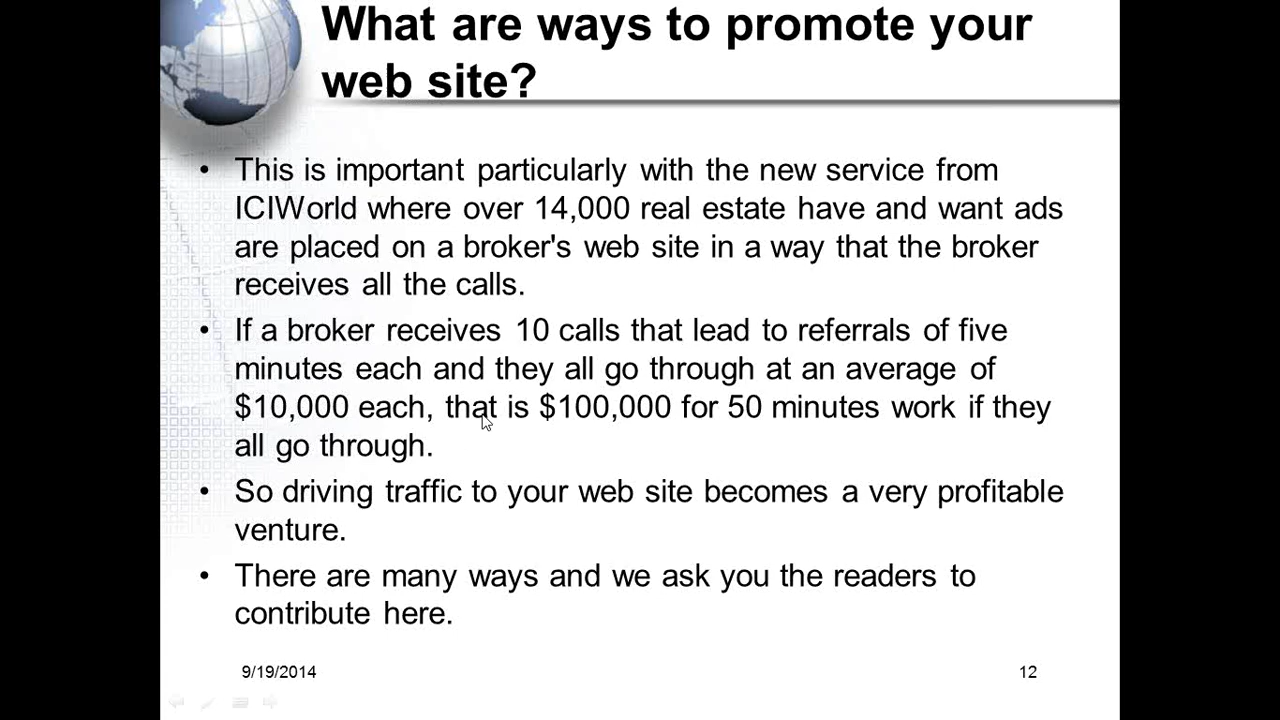 What are ways to promote your
web site?
• This is important particularly with the new service from
ICIWorld where over 14,000 real estate have and want ads
are placed on a broker's web site in a way that the broker
receives all the calls.
• If a broker receives 10 calls that lead to referrals of five
minutes each and they all go through at an average of
$10,000 each, that is $100,000 for 50 minutes work if they
all go through.
• So driving traffic to your web site becomes a very profitable
venture.
• There are many ways and we ask you the readers to
contribute here.
9/19/2014
12